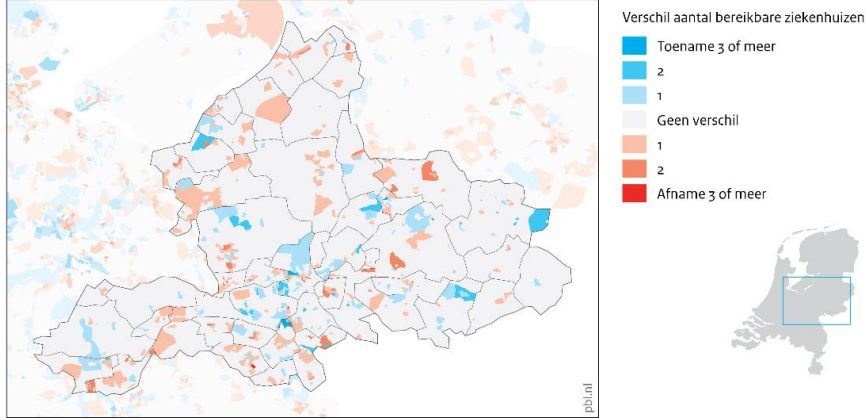 Verschil aantal bereikbare ziekenhuizen
Toename 3 of meer
2
1
Geen verschil
1
2
Afname 3 of meer
pbl.nl